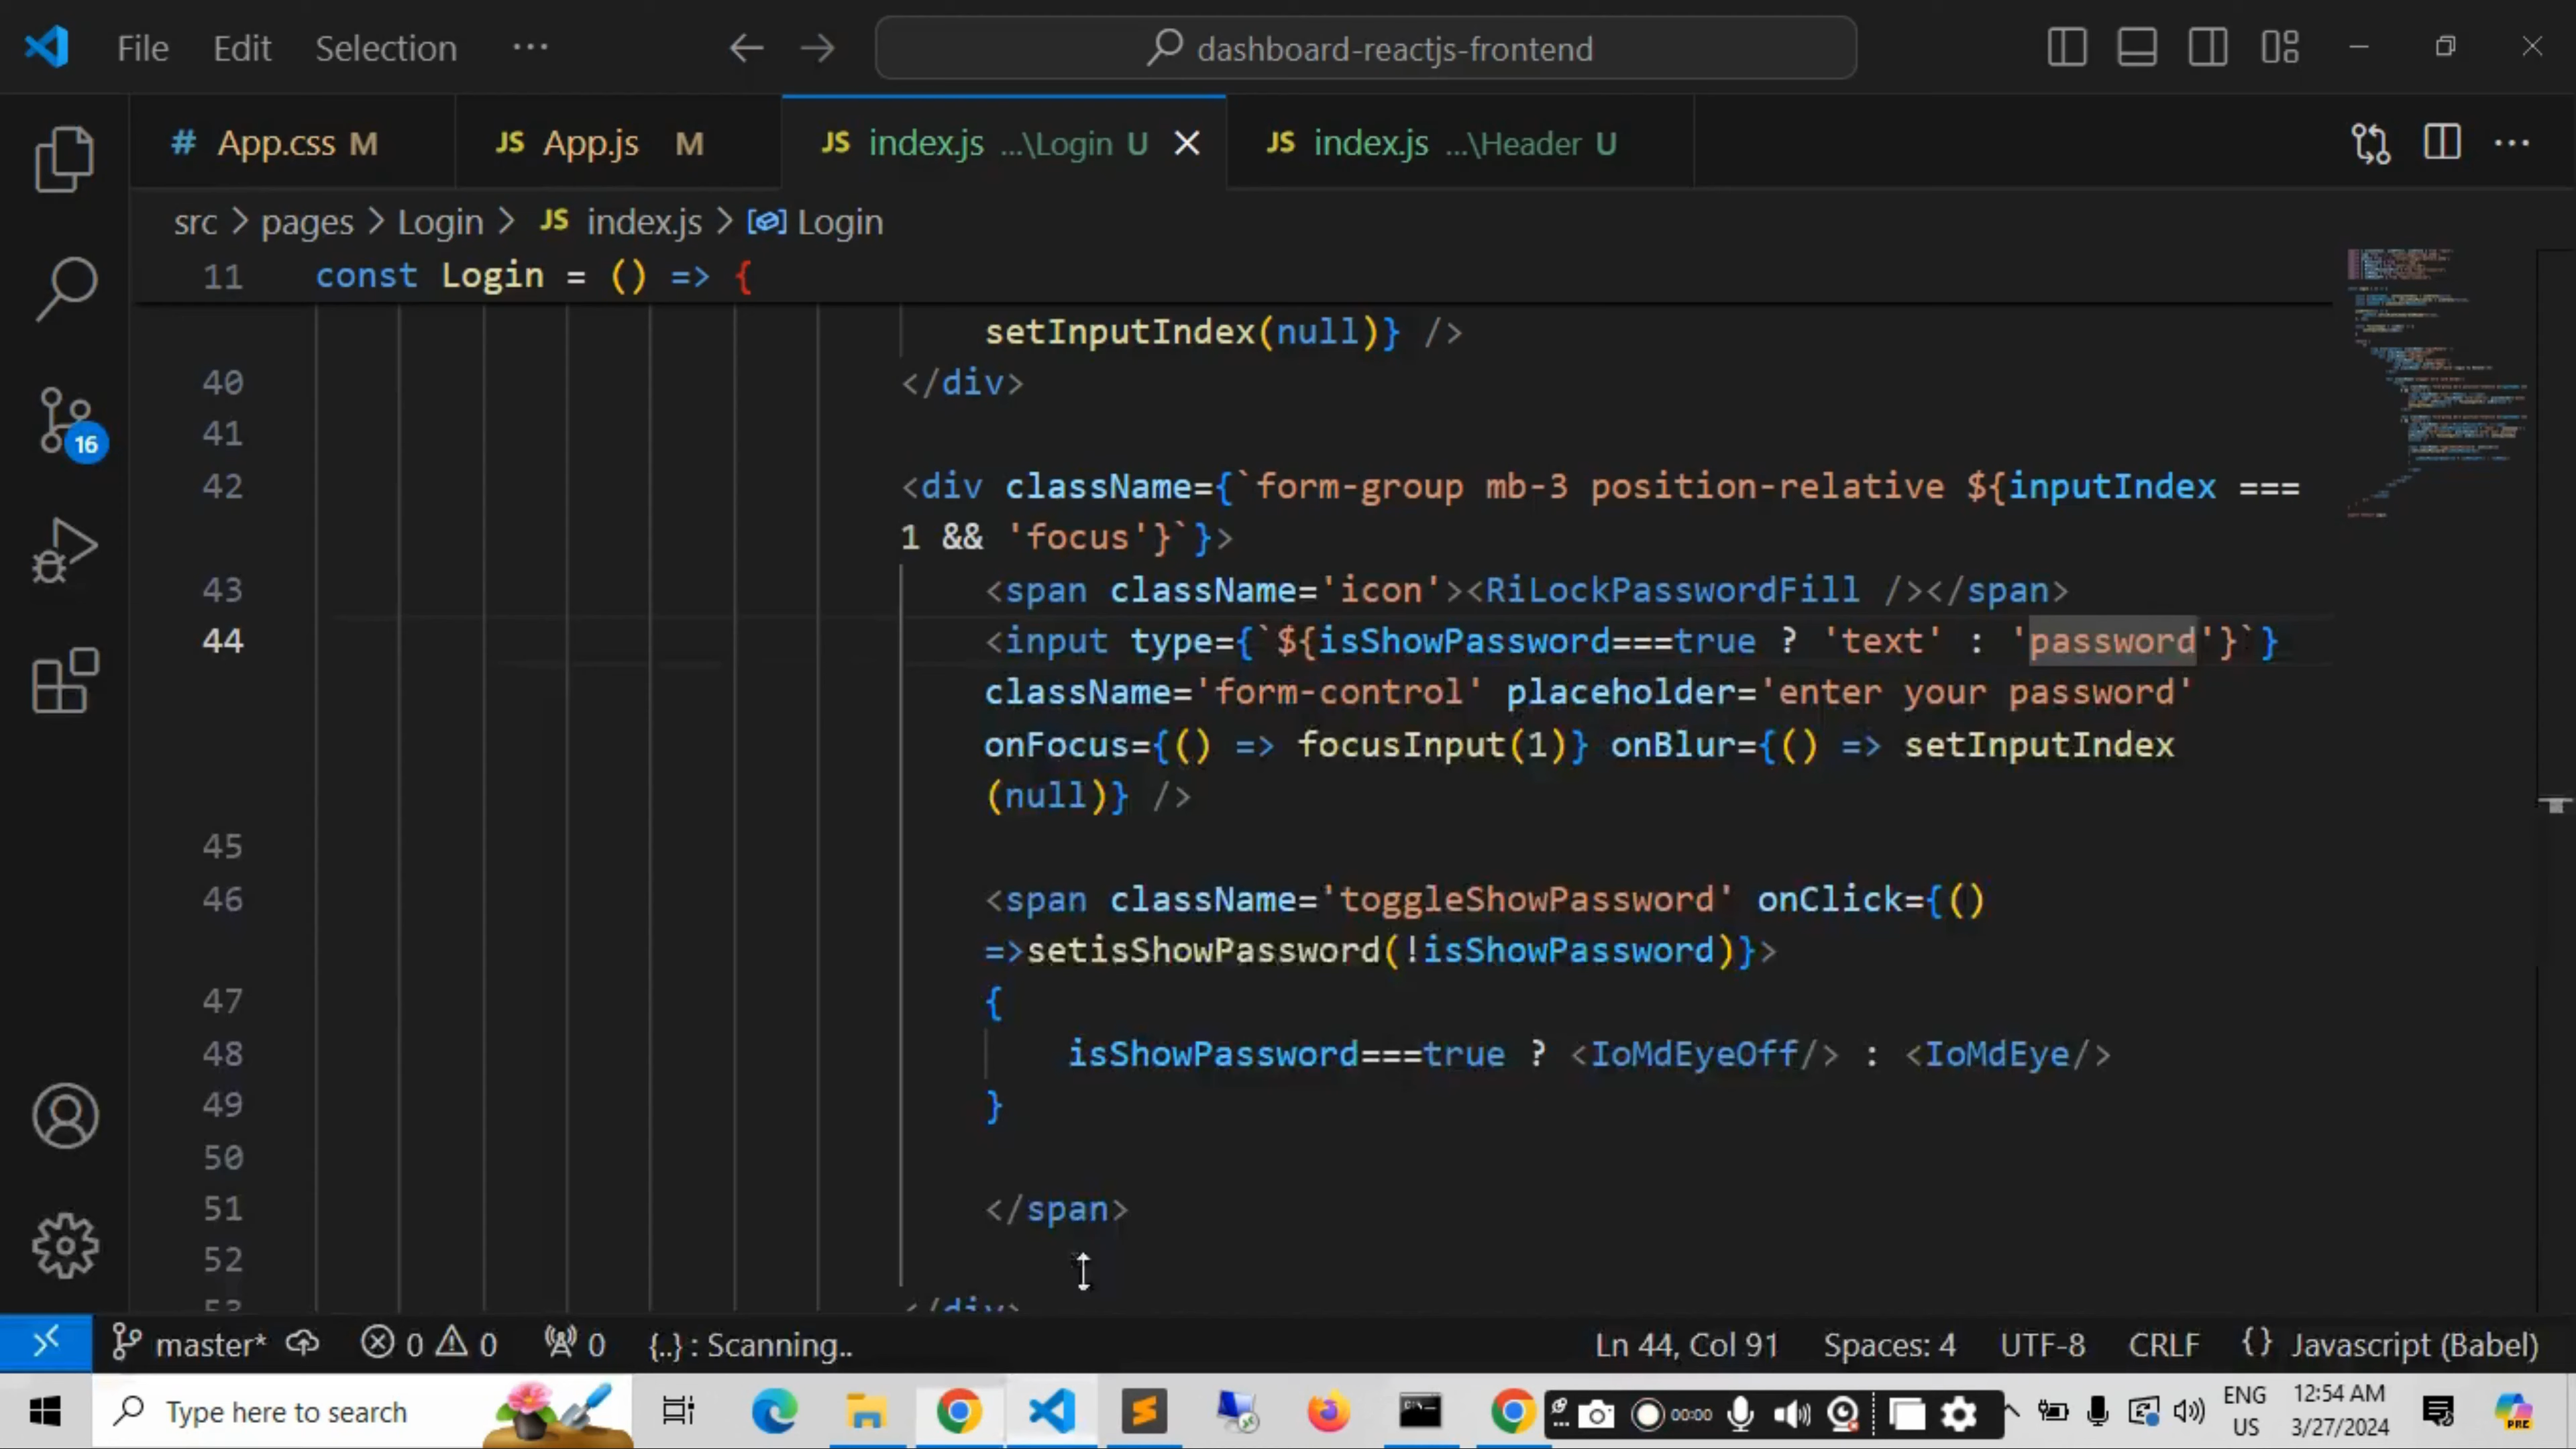 File Edit Selection ··· dashboard-reactjs-frontend
# App.css M JS App.js M JS index.js ...\Login U JS index.js ...\Header U
src > pages > Login > JS index.js > Login
11 const Login = () => {
setInputIndex(null)} />
40 </div>
41
42 <div className={`form-group mb-3 position-relative ${inputIndex ===
1 && 'focus'}`}>
43 <span className='icon'><RiLockPasswordFill /></span>
44 <input type={`${isShowPassword===true ? 'text' : 'password'}`}
className='form-control' placeholder='enter your password'
onFocus={() => focusInput(1)} onBlur={() => setInputIndex
(null)} />
45
46 <span className='toggleShowPassword' onClick={()
=>setisShowPassword(!isShowPassword)}>
47 {
48 isShowPassword===true ? <IoMdEyeOff/> : <IoMdEye/>
49 }
50
51 </span>
52
53 </div>
16
master* 0 0 0 {..} : Scanning.. Ln 44, Col 91 Spaces: 4 UTF-8 CRLF {} Javascript (Babel)
Type here to search 00:00 ENG 12:54 AM
US 3/27/2024 PRE